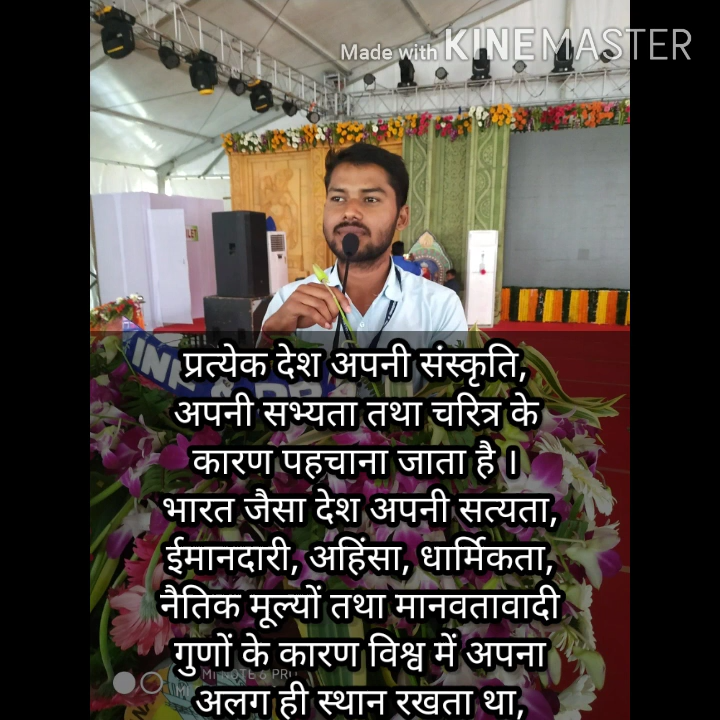 Made with KINEMASTER
प्रत्येक देश अपनी संस्कृति,
अपनी सभ्यता तथा चरित्र के
कारण पहचाना जाता है ।
भारत जैसा देश अपनी सत्यता,
ईमानदारी, अहिंसा, धार्मिकता,
नैतिक मूल्यों तथा मानवतावादी
गुणों के कारण विश्व में अपना
अलग ही स्थान रखता था,